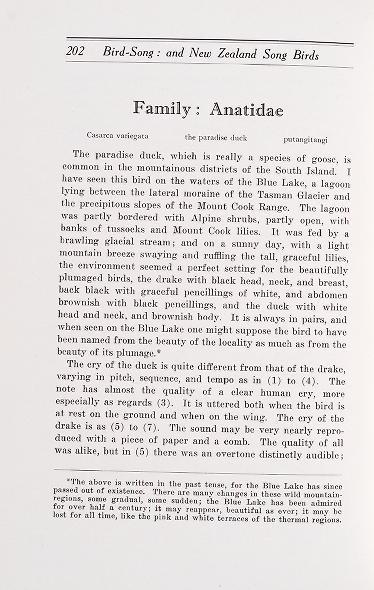 202 Bird-Song: and New Zealand Song Birds
Family: Anatidae
Casarca variegata the paradise duck putangitangi
The paradise duck, which is really a species of goose, is
common in the mountainous districts of the South Island. I
have seen this bird on the waters of the Blue Lake, a lagoon
lying between the lateral moraine of the Tasman Glacier and
the precipitous slopes of the Mount Cook Range. The lagoon
was partly bordered with Alpine shrubs, partly open, with
banks of tussocks and Mount Cook lilies. It was fed by a
brawling glacial stream; and on a sunny day, with a light
mountain breeze swaying and ruffling the tall, graceful lilies,
the environment seemed a perfect setting for the beautifully
plumaged birds, the drake with black head, neck, and breast,
back black with graceful pencillings of white, and abdomen
brownish with black pencillings, and the duck with white
head and neck, and brownish body. It is always in pairs, and
when seen on the Blue Lake one might suppose the bird to have
been named from the beauty of the locality as much as from the
beauty of its plumage.*
The cry of the duck is quite different from that of the drake,
varying in pitch, sequence, and tempo as in (1) to (4). The
note has almost the quality of a clear human cry, more
especially as regards (3). It is uttered both when the bird is
at rest on the ground and when on the wing. The cry of the
drake is as (5) to (7). The sound may be very nearly repro-
duced with a piece of paper and a comb. The quality of all
was alike, but in (5) there was an overtone distinctly audible;
*The above is written in the past tense, for the Blue Lake has since
passed out of existence. There are many changes in these wild mountain-
regions, some gradual, some sudden; the Blue Lake has been admired
for over half a century; it may reappear, beautiful as ever; it may be
lost for all time, like the pink and white terraces of the thermal regions.